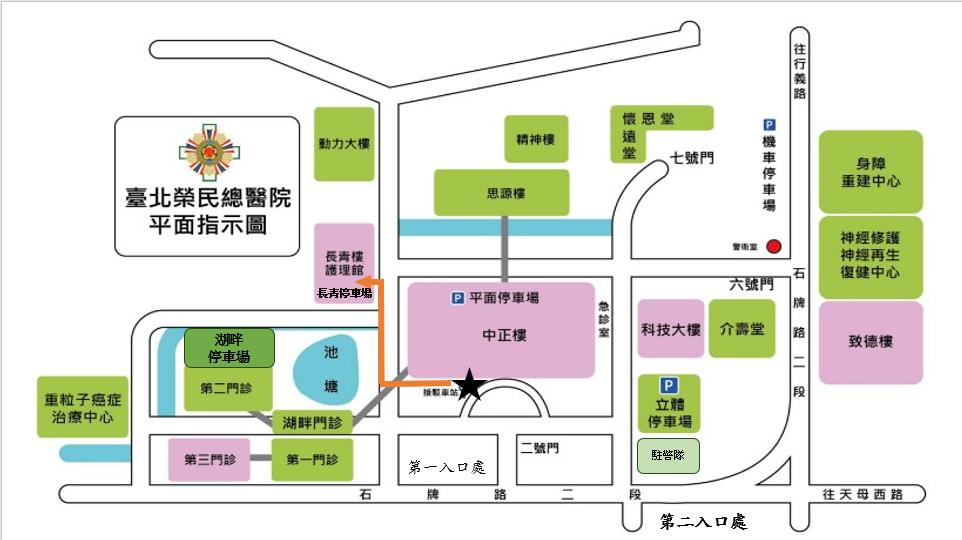 臺北榮民總醫院
平面指示圖
動力大樓
精神樓
懷恩堂
遠堂
七號門
P
機車停車場
往行義路
身障
重建中心
思源樓
長青樓
護理館
長青停車場
警衛室
神經修護
神經再生
復健中心
六號門
石牌路二段
P 平面停車場
中正樓
急診室
科技大樓
介壽堂
致德樓
湖畔
停車場
第二門診
池塘
接駁車站
P
立體
停車場
重粒子癌症
治療中心
湖畔門診
第三門診
第一門診
第一入口處
二號門
駐警隊
石牌路二段
往天母西路
第二入口處